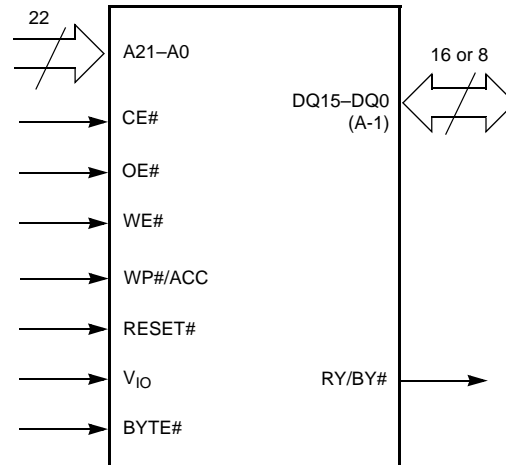 22
A21–A0
16 or 8
DQ15–DQ0
(A-1)
CE#
OE#
WE#
WP#/ACC
RESET#
VIO
RY/BY#
BYTE#